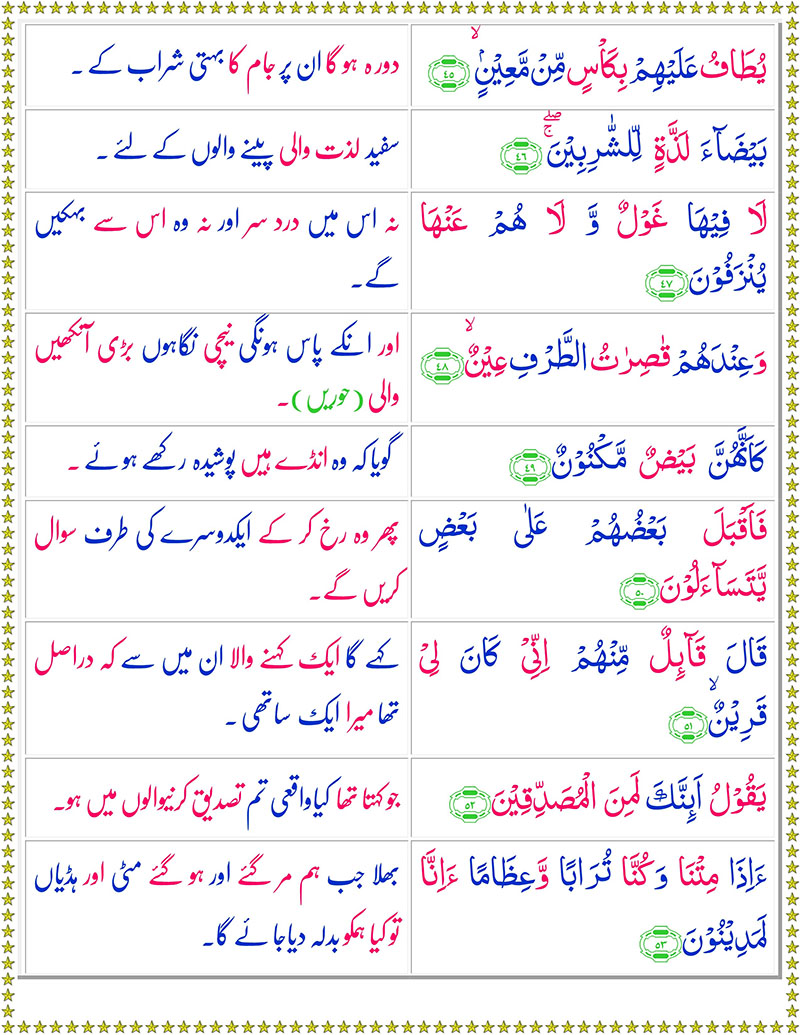 یُطَافُ عَلَیْهِمْ بِكَاْسٍ مِّنْ مَّعِیْنٍۭۙ ﴿٤٥﴾
دورہ ہوگا ان پر جام کا بہتی شراب کے ۔
بَیْضَآءَ لَذَّةٍ لِّلشّٰرِبِیْنَۚۖ ﴿٤٦﴾
سفید لذت والی پینے والوں کے لئے ۔
لَا فِیْهَا غَوْلٌ وَّ لَا هُمْ عَنْهَا
یُنْزَفُوْنَ ﴿٤٧﴾
نہ اس میں درد سر اور نہ وہ اس سے بہکیں
گے۔
وَعِنْدَهُمْ قٰصِرٰتُ الطَّرْفِ عِیْنٌۙ ﴿٤٨﴾
اور انکے پاس ہونگی نیچی نگاہوں بڑی آنکھیں
والی (حوریں)۔
كَاَنَّهُنَّ بَیْضٌ مَّكْنُوْنٌ ﴿٤٩﴾
گویا کہ وہ انڈے ہیں پوشیدہ رکھے ہوئے ۔
فَاَقْبَلَ بَعْضُهُمْ عَلٰی بَعْضٍ
یَّتَسَآءَلُوْنَ ﴿٥٠﴾
پھر وہ رخ کر کے ایکدوسرے کی طرف سوال
کریں گے۔
قَالَ قَآىِٕلٌ مِّنْهُمْ اِنِّیْ كَانَ لِیْ
قَرِیْنٌۙ ﴿٥١﴾
کہے گا ایک کہنے والا ان میں سے کہ دراصل
تھا میرا ایک ساتھی ۔
یَقُوْلُ اَىِٕنَّكَ لَمِنَ الْمُصَدِّقِیْنَ ﴿٥٢﴾
جو کہتا تھا کیا واقعی تم تصدیق کرنیوالوں میں ہو۔
ءَاِذَا مِتْنَا وَكُنَّا تُرَابًا وَّعِظَامًا ءَاِنَّا
لَمَدِیْنُوْنَ ﴿٥٣﴾
بھلا جب ہم مر گئے اور ہو گئے مٹی اور ہڈیاں
تو کیا ہمکو بدلہ دیا جائے گا۔